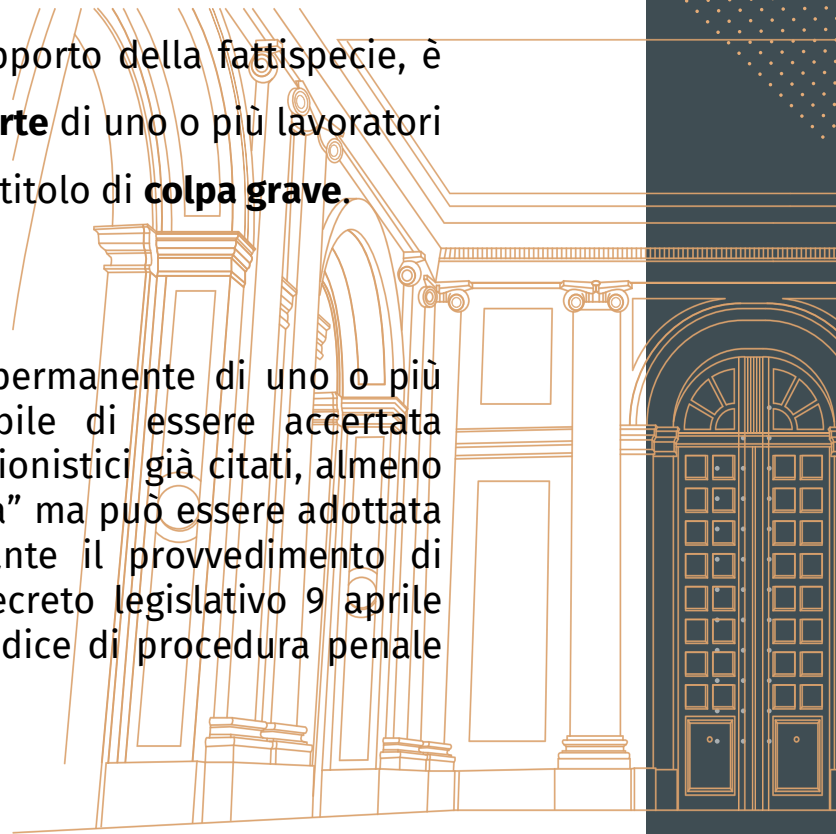 pporto della fattispecie, è
rte di uno o più lavoratori
titolo di colpa grave.
permanente di uno o più
bile di essere accertata
ionistici già citati, almeno
a” ma può essere adottata
nte il provvedimento di
ecreto legislativo 9 aprile
dice di procedura penale